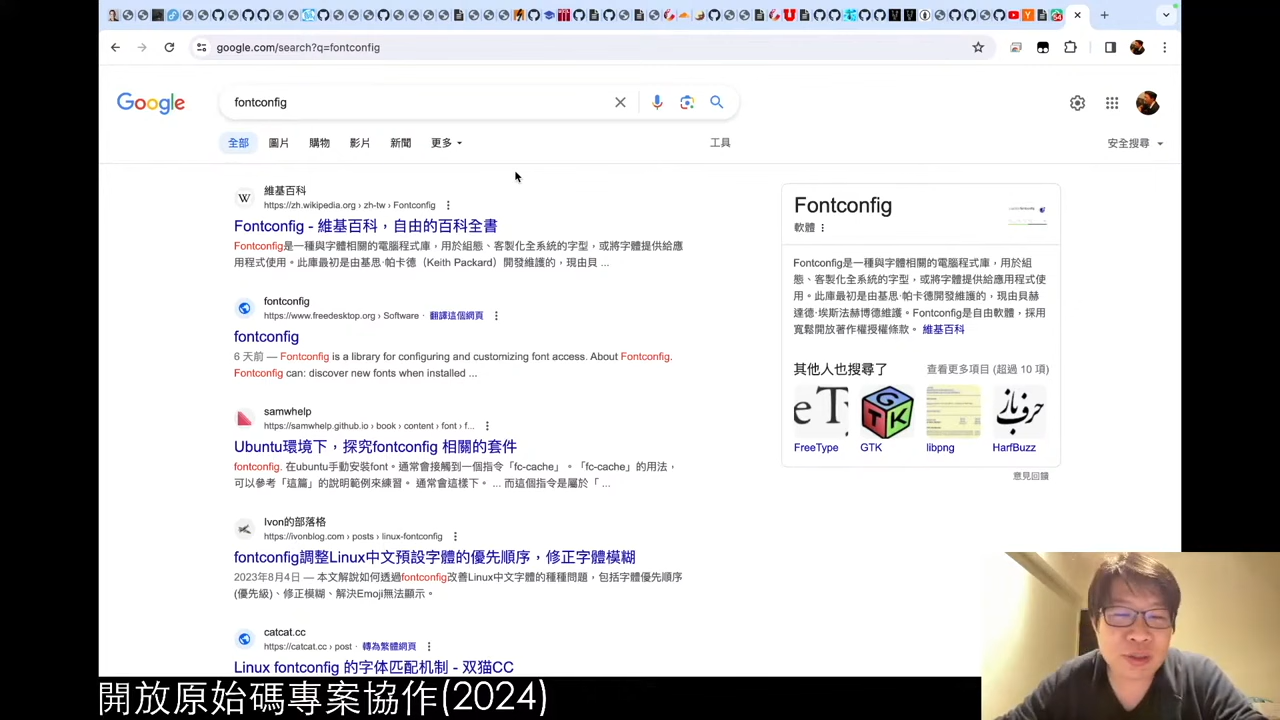 google.com/search?q=fontconfig
Google
fontconfig
全部
圖片
購物
影片
新聞
更多
工具
安全搜尋
維基百科
https://zh.wikipedia.org › zh-tw › Fontconfig
Fontconfig - 維基百科，自由的百科全書
Fontconfig是一種與字體相關的電腦程式庫，用於組態、客製化全系統的字型，或將字體提供給應
用程式使用。此庫最初是由基思·帕卡德（Keith Packard）開發維護的，現由貝 ...
fontconfig
https://www.freedesktop.org › Software · 翻譯這個網頁
fontconfig
6 天前 — Fontconfig is a library for configuring and customizing font access. About Fontconfig.
Fontconfig can: discover new fonts when installed ...
samwhelp
https://samwhelp.github.io › book › content › font › f...
Ubuntu環境下，探究fontconfig 相關的套件
fontconfig. 在ubuntu手動安裝font。通常會接觸到一個指令「fc-cache」。「fc-cache」的用法，
可以參考「這篇」的說明範例來練習。 通常會這樣下。 ... 而這個指令是屬於「 ...
Ivon的部落格
https://ivonblog.com › posts › linux-fontconfig
fontconfig調整Linux中文預設字體的優先順序，修正字體模糊
2023年8月4日 — 本文解說如何透過fontconfig改善Linux中文字體的種種問題，包括字體優先順序
(優先級)、修正模糊、解決Emoji無法顯示。
catcat.cc
https://catcat.cc › post · 轉為繁體網頁
Linux fontconfig 的字体匹配机制 - 双猫CC
Fontconfig
軟體
Fontconfig是一種與字體相關的電腦程式庫，用於組
態、客製化全系統的字型，或將字體提供給應用程式使
用。此庫最初是由基思·帕卡德開發維護的，現由貝赫
達德·埃斯法赫博德維護。Fontconfig是自由軟體，採用
寬鬆開放著作權授權條款。 維基百科
其他人也搜尋了
查看更多項目 (超過 10 項)
FreeType
GTK
libpng
HarfBuzz
意見回饋
開放原始碼專案協作(2024)